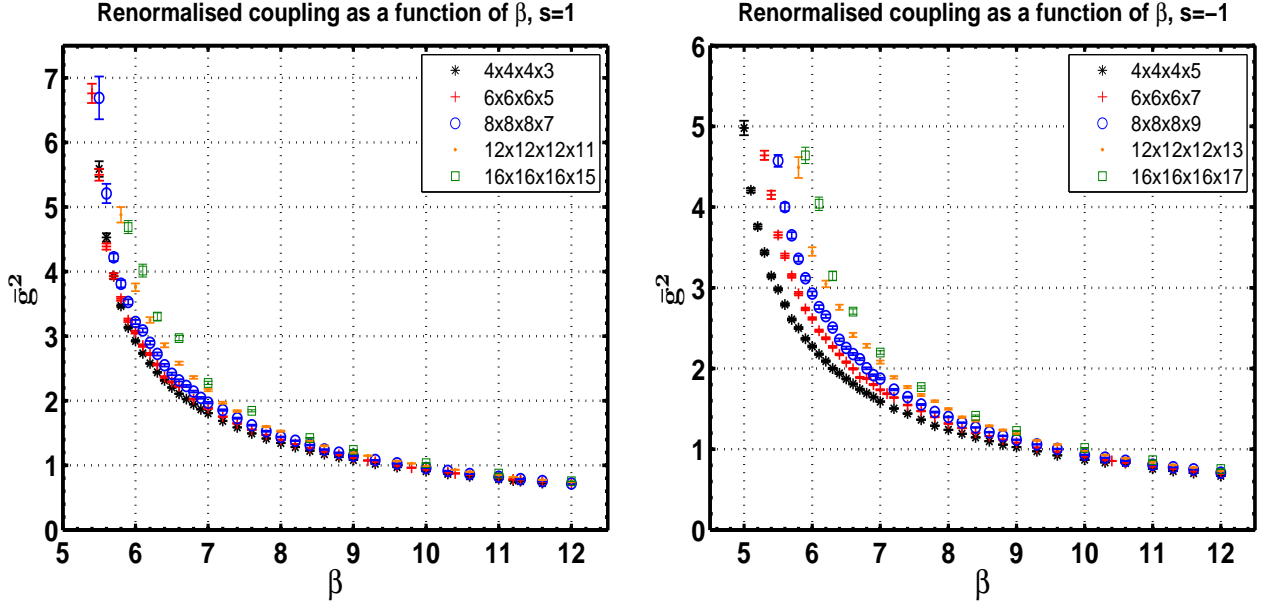 Renormalised coupling as a function of β, s=1
7
6
5
4
3
2
1
0
5 6 7 8 9 10 11 12
β
g̅²
4x4x4x3
6x6x6x5
8x8x8x7
12x12x12x11
16x16x16x15
Renormalised coupling as a function of β, s=−1
6
5
4
3
2
1
0
5 6 7 8 9 10 11 12
β
g̅²
4x4x4x5
6x6x6x7
8x8x8x9
12x12x12x13
16x16x16x17